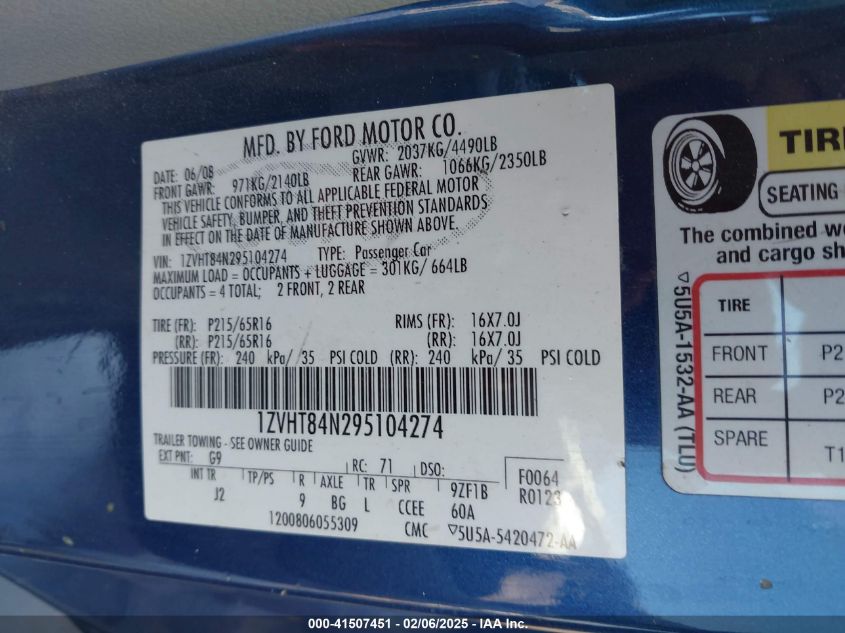 MFD. BY FORD MOTOR CO.
DATE: 06/08 GVWR: 2037KG/4490LB
FRONT GAWR: 971KG/2140LB REAR GAWR: 1066KG/2350LB
THIS VEHICLE CONFORMS TO ALL APPLICABLE FEDERAL MOTOR
VEHICLE SAFETY, BUMPER, AND THEFT PREVENTION STANDARDS
IN EFFECT ON THE DATE OF MANUFACTURE SHOWN ABOVE.
VIN: 1ZVHT84N295104274 TYPE: Passenger Car
MAXIMUM LOAD = OCCUPANTS + LUGGAGE = 301KG/ 664LB
OCCUPANTS = 4 TOTAL; 2 FRONT, 2 REAR
TIRE (FR): P215/65R16 RIMS (FR): 16X7.0J
(RR): P215/65R16 (RR): 16X7.0J
PRESSURE (FR): 240 kPa/ 35 PSI COLD (RR): 240 kPa/ 35 PSI COLD
1ZVHT84N295104274
TRAILER TOWING - SEE OWNER GUIDE
EXT PNT: G9 RC: 71 DSO: F0064
INT TR TP/PS R AXLE TR SPR 9ZF1B R0123
J2 9 BG L CCEE 60A
1200806055309 CMC ▽5U5A-5420472-AA
TIRE
SEATING
The combined we
and cargo sh
▽5U5A-1532-AA (TLU)
TIRE
FRONT P2
REAR P2
SPARE T1
000-41507451 - 02/06/2025 - IAA Inc.